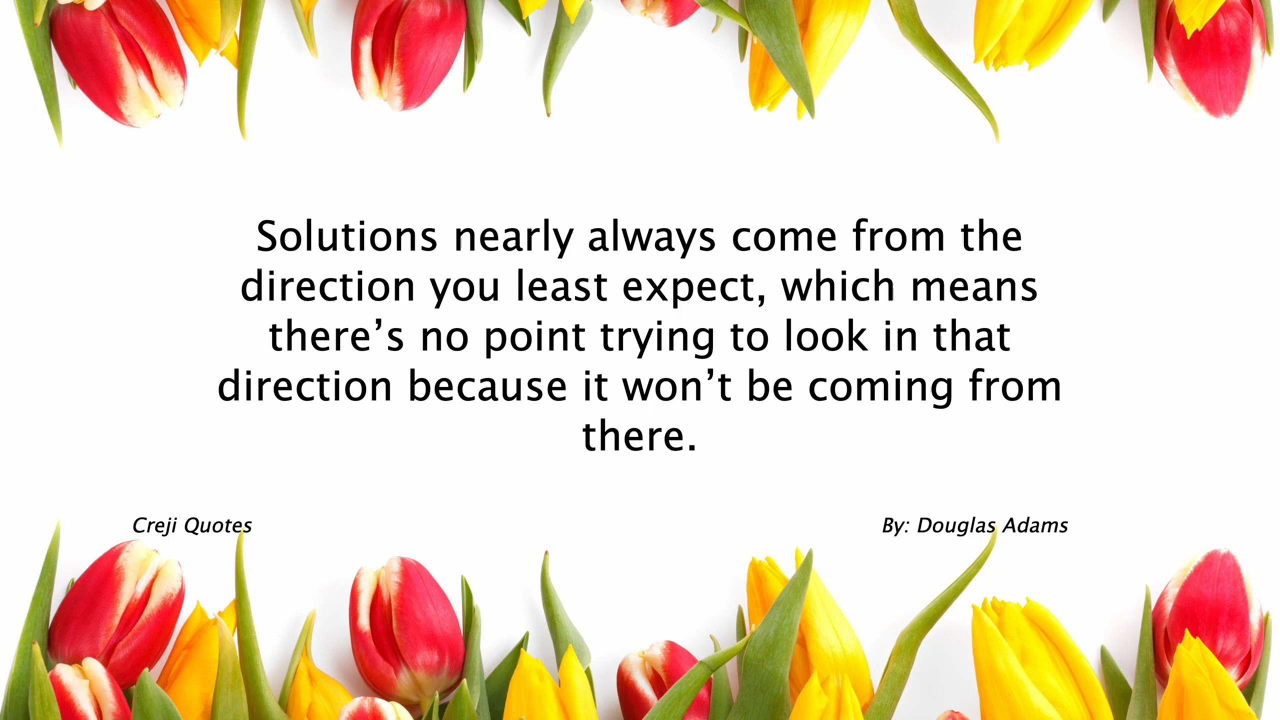 Solutions nearly always come from the
direction you least expect, which means
there’s no point trying to look in that
direction because it won’t be coming from
there.
Creji Quotes
By: Douglas Adams